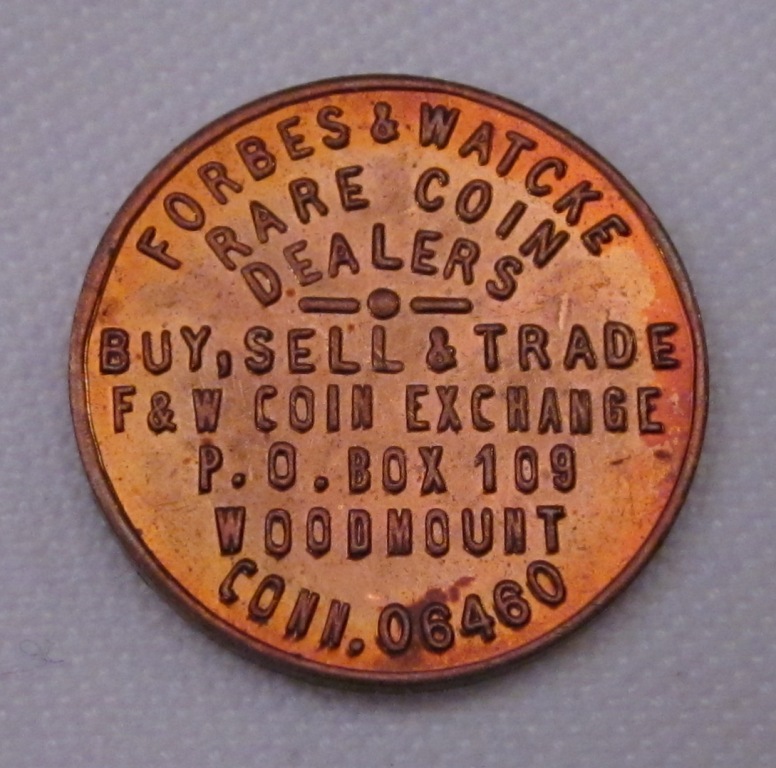 FORBES & WATCKE
RARE COIN
DEALERS
BUY, SELL & TRADE
F & W COIN EXCHANGE
P.O. BOX 109
WOODMOUNT
CONN. 06460